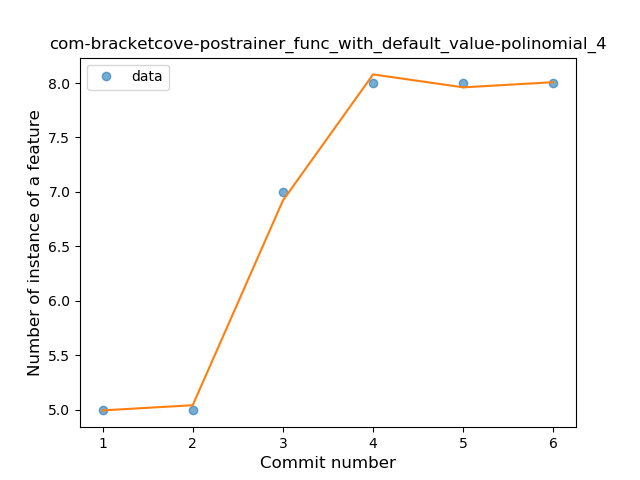 com-bracketcove-postrainer_func_with_default_value-polinomial_4
data
8.0
7.5
7.0
6.5
6.0
5.5
5.0
Number of instance of a feature
1 2 3 4 5 6
Commit number